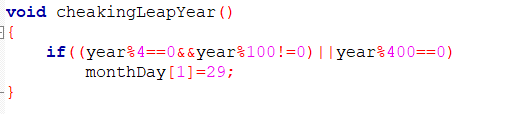 void cheakingLeapYear()
{
if((year%4==0&&year%100!=0)||year%400==0)
monthDay[1]=29;
}